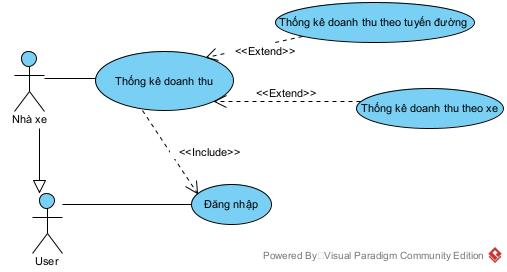 Thống kê doanh thu theo tuyến đường
<<Extend>>
Thống kê doanh thu
<<Extend>>
Thống kê doanh thu theo xe
Nhà xe
<<Include>>
Đăng nhập
User
Powered By Visual Paradigm Community Edition